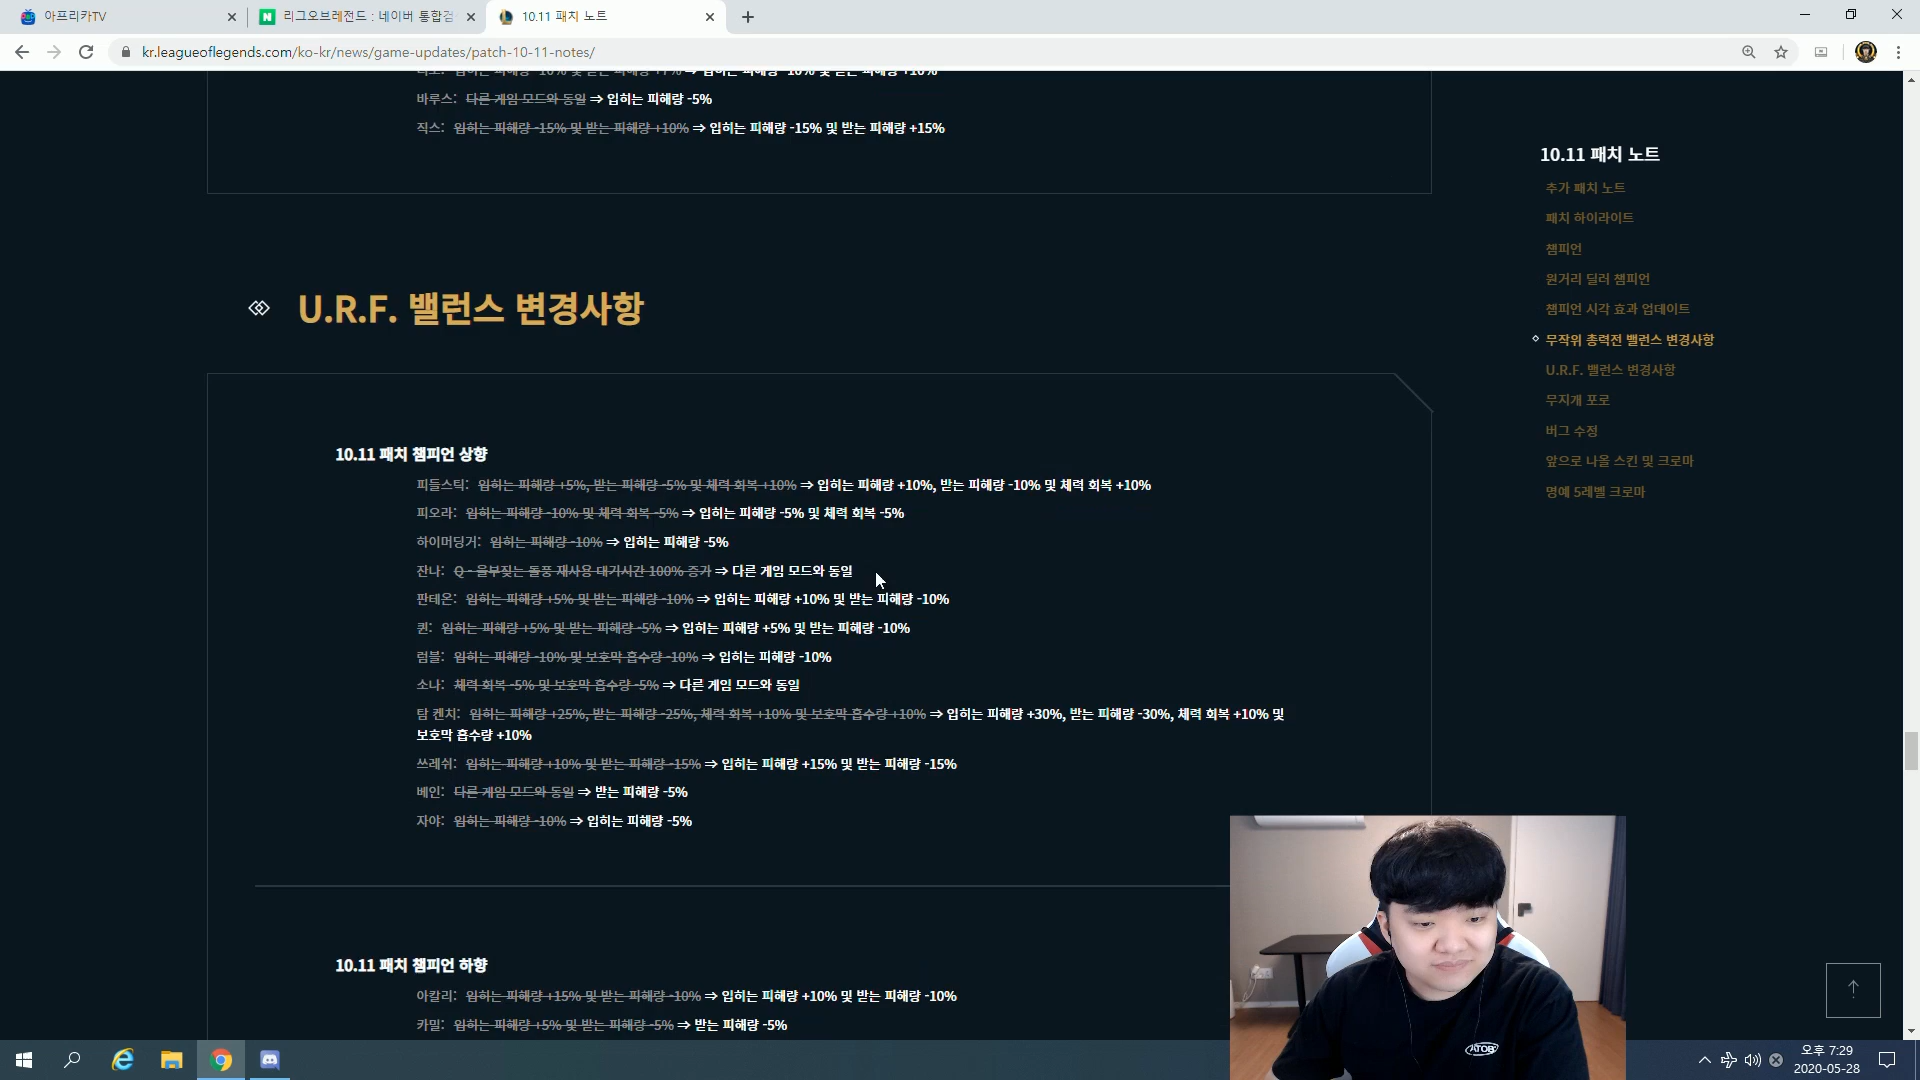 아프리카TV
리그오브레전드 : 네이버 통합검
10.11 패치 노트
kr.leagueoflegends.com/ko-kr/news/game-updates/patch-10-11-notes/
바루스: 다른 게임 모드와 동일 ⇒ 입히는 피해량 -5%
직스: 입히는 피해량 -15% 및 받는 피해량 +10% ⇒ 입히는 피해량 -15% 및 받는 피해량 +15%
U.R.F. 밸런스 변경사항
10.11 패치 챔피언 상향
피들스틱: 입히는 피해량 +5%, 받는 피해량 -5% 및 체력 회복 +10% ⇒ 입히는 피해량 +10%, 받는 피해량 -10% 및 체력 회복 +10%
피오라: 입히는 피해량 -10% 및 체력 회복 -5% ⇒ 입히는 피해량 -5% 및 체력 회복 -5%
하이머딩거: 입히는 피해량 -10% ⇒ 입히는 피해량 -5%
잔나: Q - 울부짖는 돌풍 재사용 대기시간 100% 증가 ⇒ 다른 게임 모드와 동일
판테온: 입히는 피해량 +5% 및 받는 피해량 -10% ⇒ 입히는 피해량 +10% 및 받는 피해량 -10%
퀸: 입히는 피해량 +5% 및 받는 피해량 -5% ⇒ 입히는 피해량 +5% 및 받는 피해량 -10%
럼블: 입히는 피해량 -10% 및 보호막 흡수량 -10% ⇒ 입히는 피해량 -10%
소나: 체력 회복 -5% 및 보호막 흡수량 -5% ⇒ 다른 게임 모드와 동일
탐 켄치: 입히는 피해량 +25%, 받는 피해량 -25%, 체력 회복 +10% 및 보호막 흡수량 +10% ⇒ 입히는 피해량 +30%, 받는 피해량 -30%, 체력 회복 +10% 및
보호막 흡수량 +10%
쓰레쉬: 입히는 피해량 +10% 및 받는 피해량 -15% ⇒ 입히는 피해량 +15% 및 받는 피해량 -15%
베인: 다른 게임 모드와 동일 ⇒ 받는 피해량 -5%
자야: 입히는 피해량 -10% ⇒ 입히는 피해량 -5%
10.11 패치 챔피언 하향
아칼리: 입히는 피해량 +15% 및 받는 피해량 -10% ⇒ 입히는 피해량 +10% 및 받는 피해량 -10%
카밀: 입히는 피해량 +5% 및 받는 피해량 -5% ⇒ 받는 피해량 -5%
10.11 패치 노트
추가 패치 노트
패치 하이라이트
챔피언
원거리 딜러 챔피언
챔피언 시각 효과 업데이트
무작위 총력전 밸런스 변경사항
U.R.F. 밸런스 변경사항
무지개 포로
버그 수정
앞으로 나올 스킨 및 크로마
명예 5레벨 크로마
오후 7:29
2020-05-28